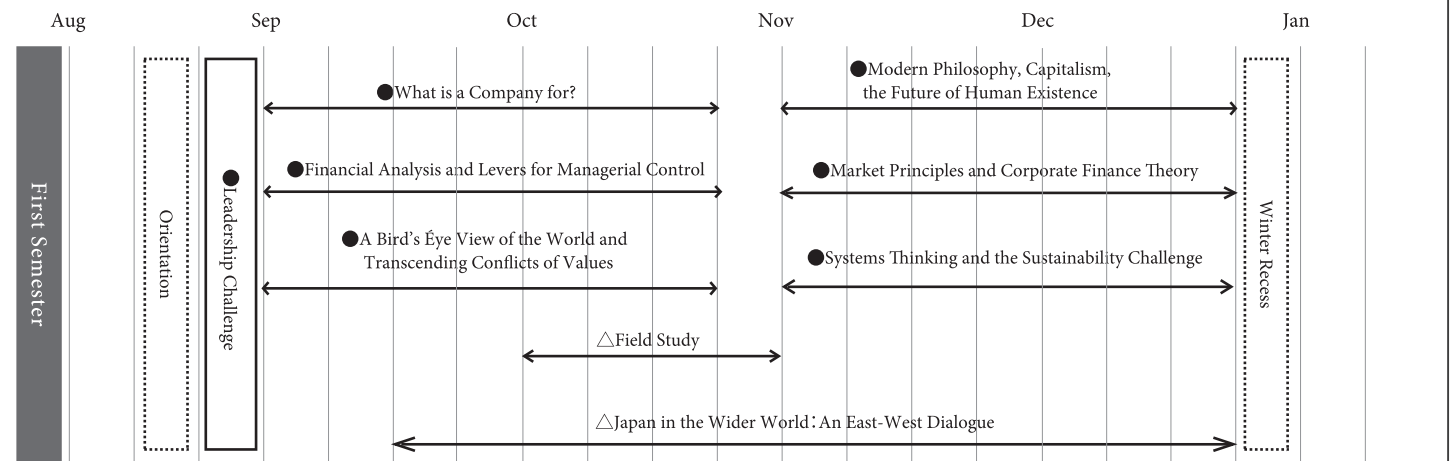 Aug Sep Oct Nov Dec Jan
First Semester
Orientation
●Leadership Challenge
●What is a Company for?
●Financial Analysis and Levers for Managerial Control
●A Bird's Éye View of the World and
Transcending Conflicts of Values
●Modern Philosophy, Capitalism,
the Future of Human Existence
●Market Principles and Corporate Finance Theory
●Systems Thinking and the Sustainability Challenge
△Field Study
△Japan in the Wider World：An East-West Dialogue
Winter Recess